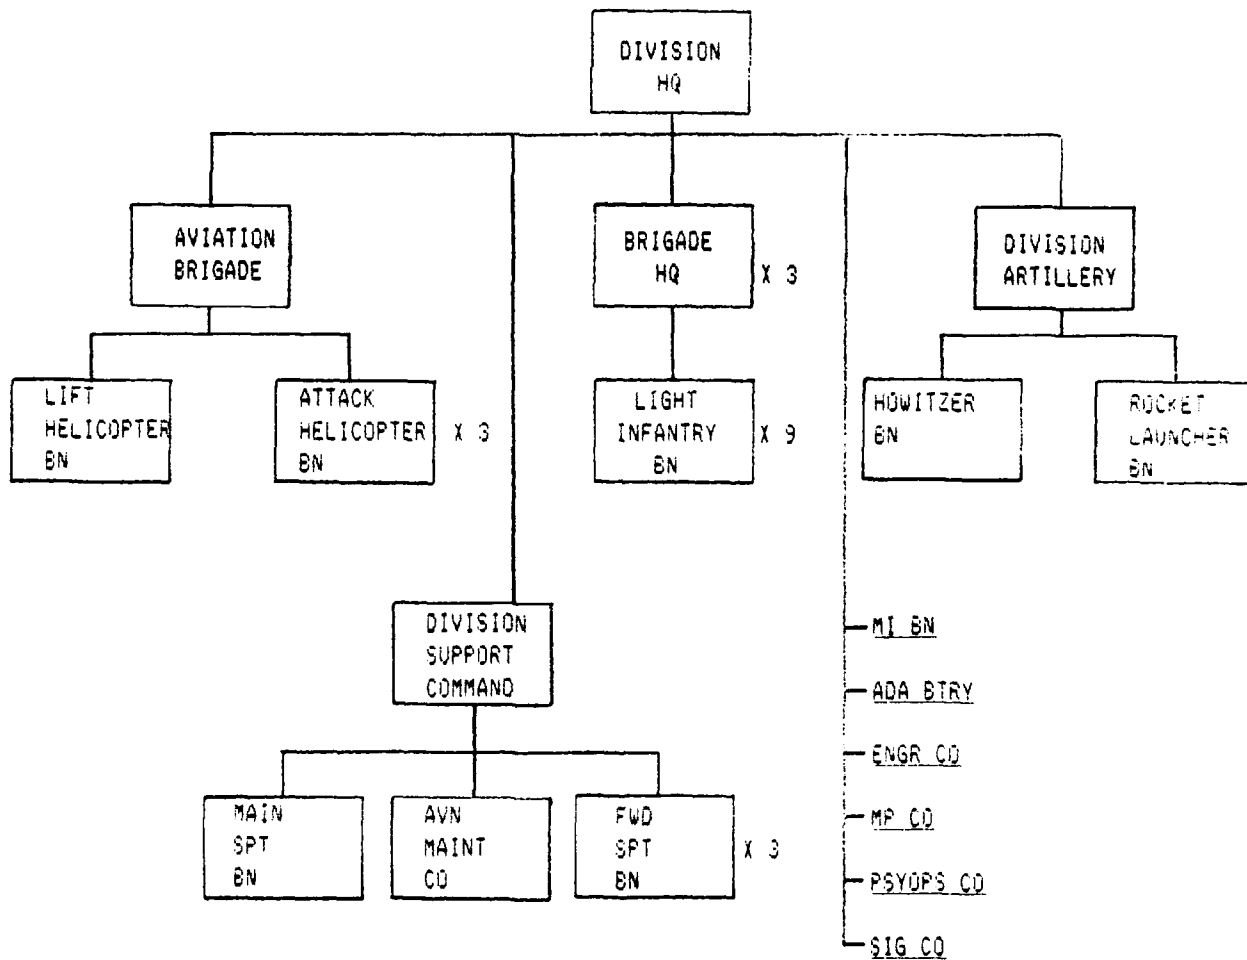 DIVISION
HQ
AVIATION
BRIGADE
BRIGADE
HQ
X 3
DIVISION
ARTILLERY
LIFT
HELICOPTER
BN
ATTACK
HELICOPTER
BN
X 3
LIGHT
INFANTRY
BN
X 9
HOWITZER
BN
ROCKET
LAUNCHER
BN
DIVISION
SUPPORT
COMMAND
MAIN
SPT
BN
AVN
MAINT
CO
FWD
SPT
BN
X 3
MI BN
ADA BTRY
ENGR CO
MP CO
PSYOPS CO
SIG CO